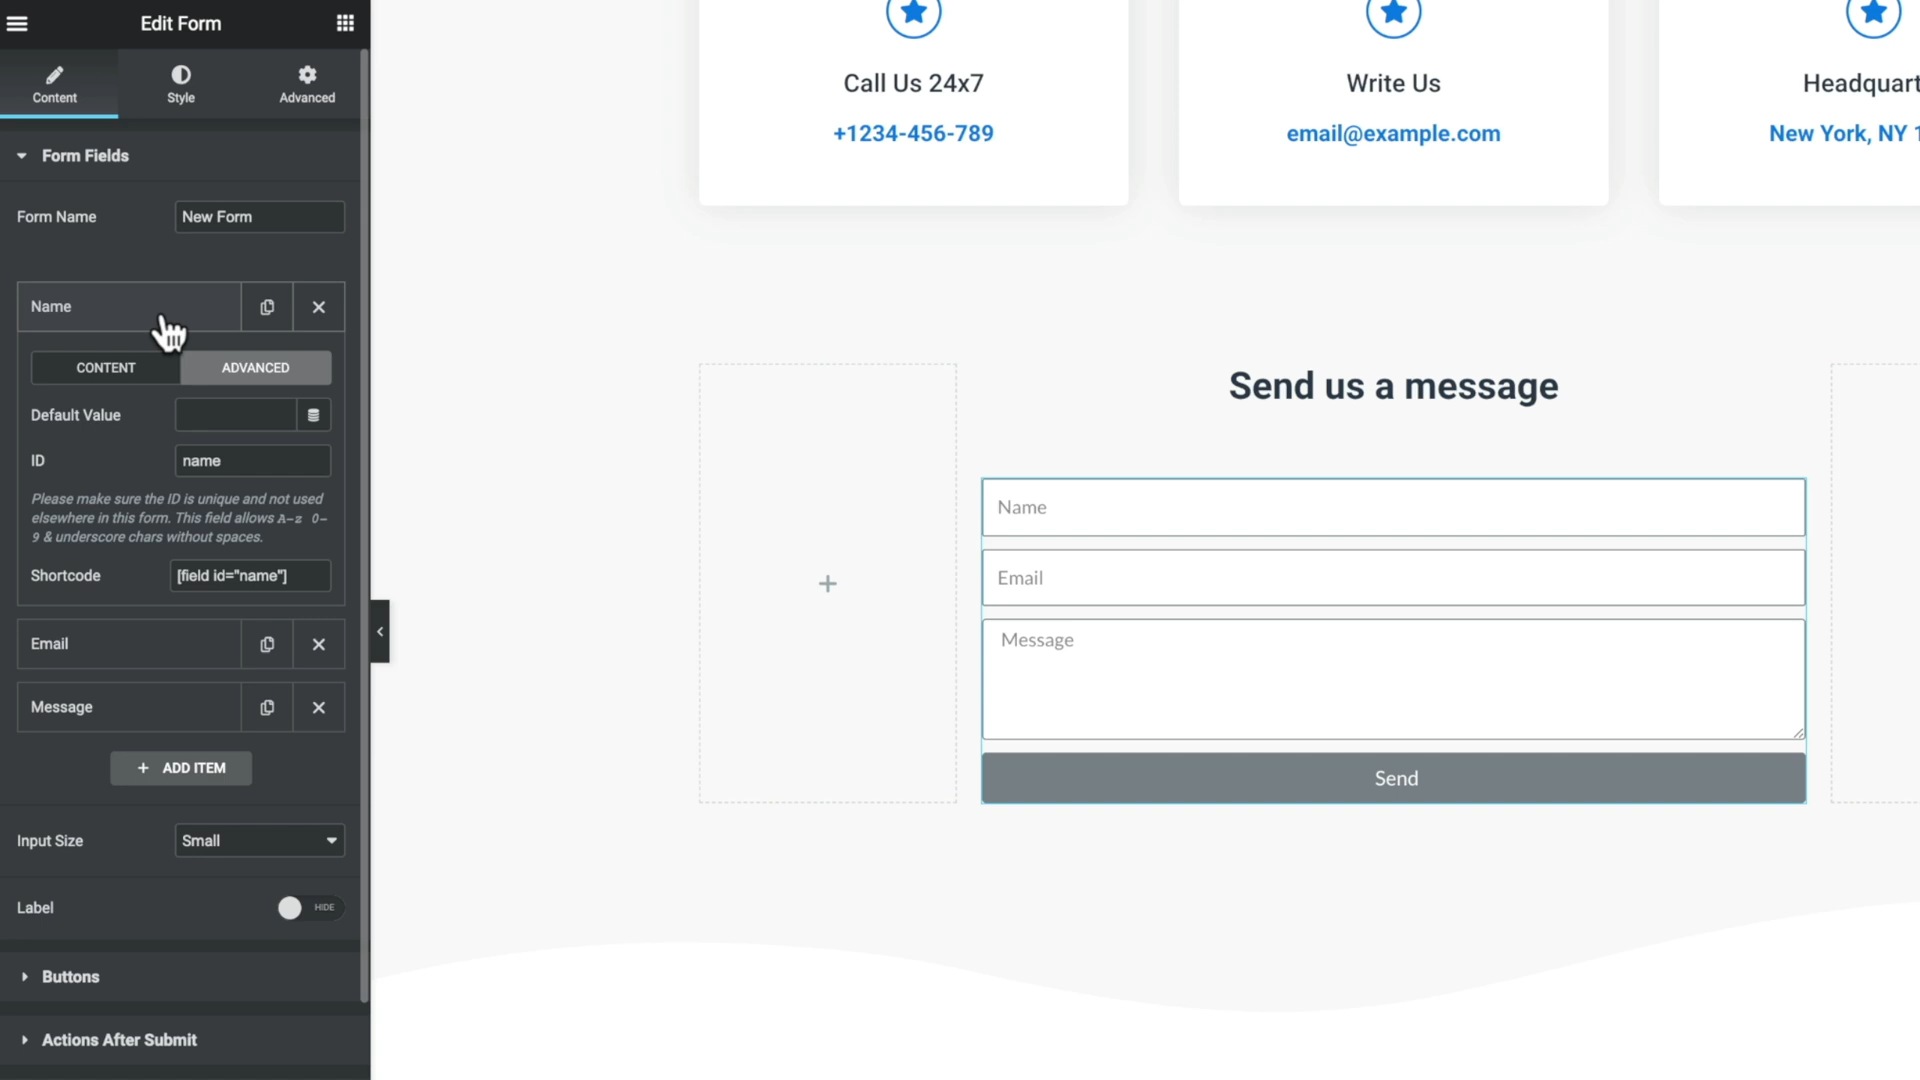 Edit Form
Content
Style
Advanced
Form Fields
Form Name
New Form
Name
CONTENT
ADVANCED
Default Value
ID
name
Please make sure the ID is unique and not used
elsewhere in this form. This field allows A-z 0-
9 & underscore chars without spaces.
Shortcode
[field id="name"]
Email
Message
+ ADD ITEM
Input Size
Small
Label
HIDE
Buttons
Actions After Submit
Call Us 24x7
+1234-456-789
Write Us
email@example.com
Headquart
New York, NY 1
Send us a message
Name
Email
Message
Send